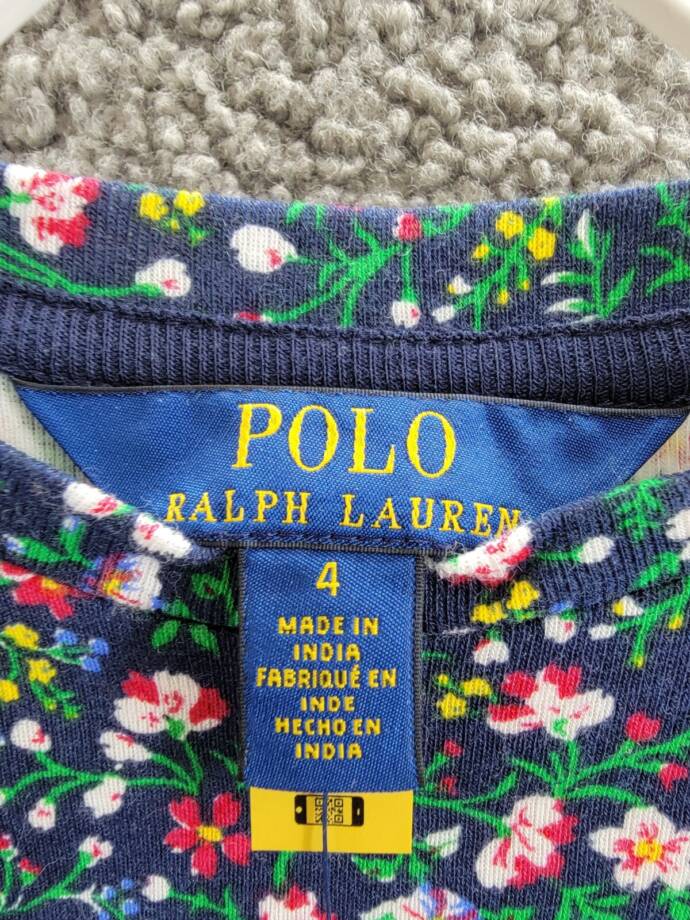 POLO
RALPH LAUREN
4
MADE IN
INDIA
FABRIQUÉ EN
INDE
HECHO EN
INDIA